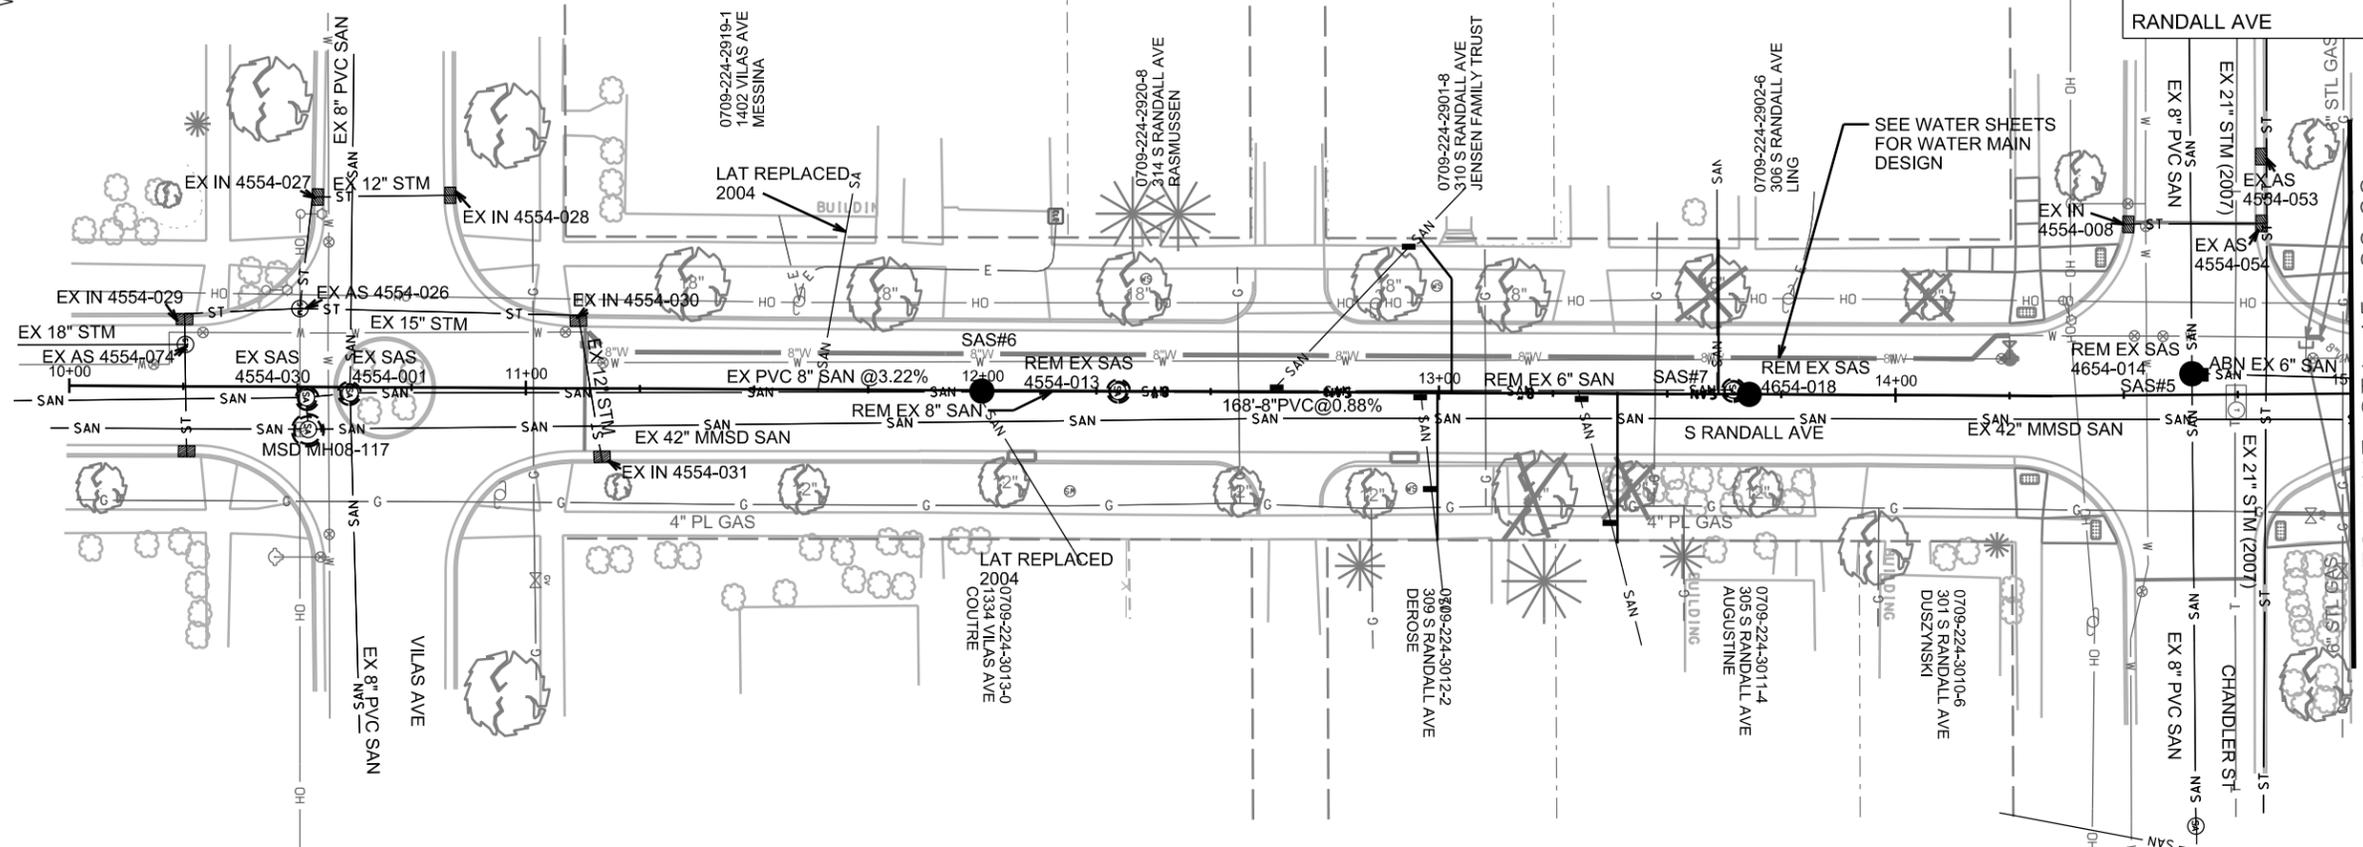 RANDALL AVE
EX 8" PVC SAN
0709-224-2919-1
1402 VILAS AVE
MESSINA
0709-224-2920-8
314 S RANDALL AVE
RASMUSSEN
0709-224-2901-8
310 S RANDALL AVE
JENSEN FAMILY TRUST
0709-224-2902-6
306 S RANDALL AVE
LING
SEE WATER SHEETS
FOR WATER MAIN
DESIGN
EX 8" PVC SAN
EX 21" STM (2007)
6" STL GAS
LAT REPLACED
2004
EX IN 4554-027
EX 12" STM
EX IN 4554-028
EX AS
4554-053
EX IN
4554-008
EX AS
4554-054
EX IN 4554-029
EX AS 4554-026
EX IN 4554-030
EX 18" STM
EX 15" STM
EX AS 4554-074
EX SAS
4554-030
EX SAS
4554-001
EX 12" STM
10+00
11+00
12+00
13+00
14+00
SAS#6
EX PVC 8" SAN @3.22%
REM EX SAS
4554-013
REM EX 8" SAN
168'-8"PVC@0.88%
REM EX 6" SAN
SAS#7
REM EX SAS
4654-018
REM EX SAS
4654-014
SAS#5
ABN EX 6" SAN
MSD MH08-117
EX 42" MMSD SAN
S RANDALL AVE
EX 42" MMSD SAN
EX IN 4554-031
4" PL GAS
4" PL GAS
LAT REPLACED
2004
0709-224-3013-0
1334 VILAS AVE
COUTRE
0709-224-3012-2
309 S RANDALL AVE
DEROSE
BUILDING
0709-224-3011-4
305 S RANDALL AVE
AUGUSTINE
0709-224-3010-6
301 S RANDALL AVE
DUSZYNSKI
VILAS AVE
EX 8" PVC SAN
EX 8" PVC SAN
CHANDLER ST
EX 21" STM (2007)
6" STL GAS